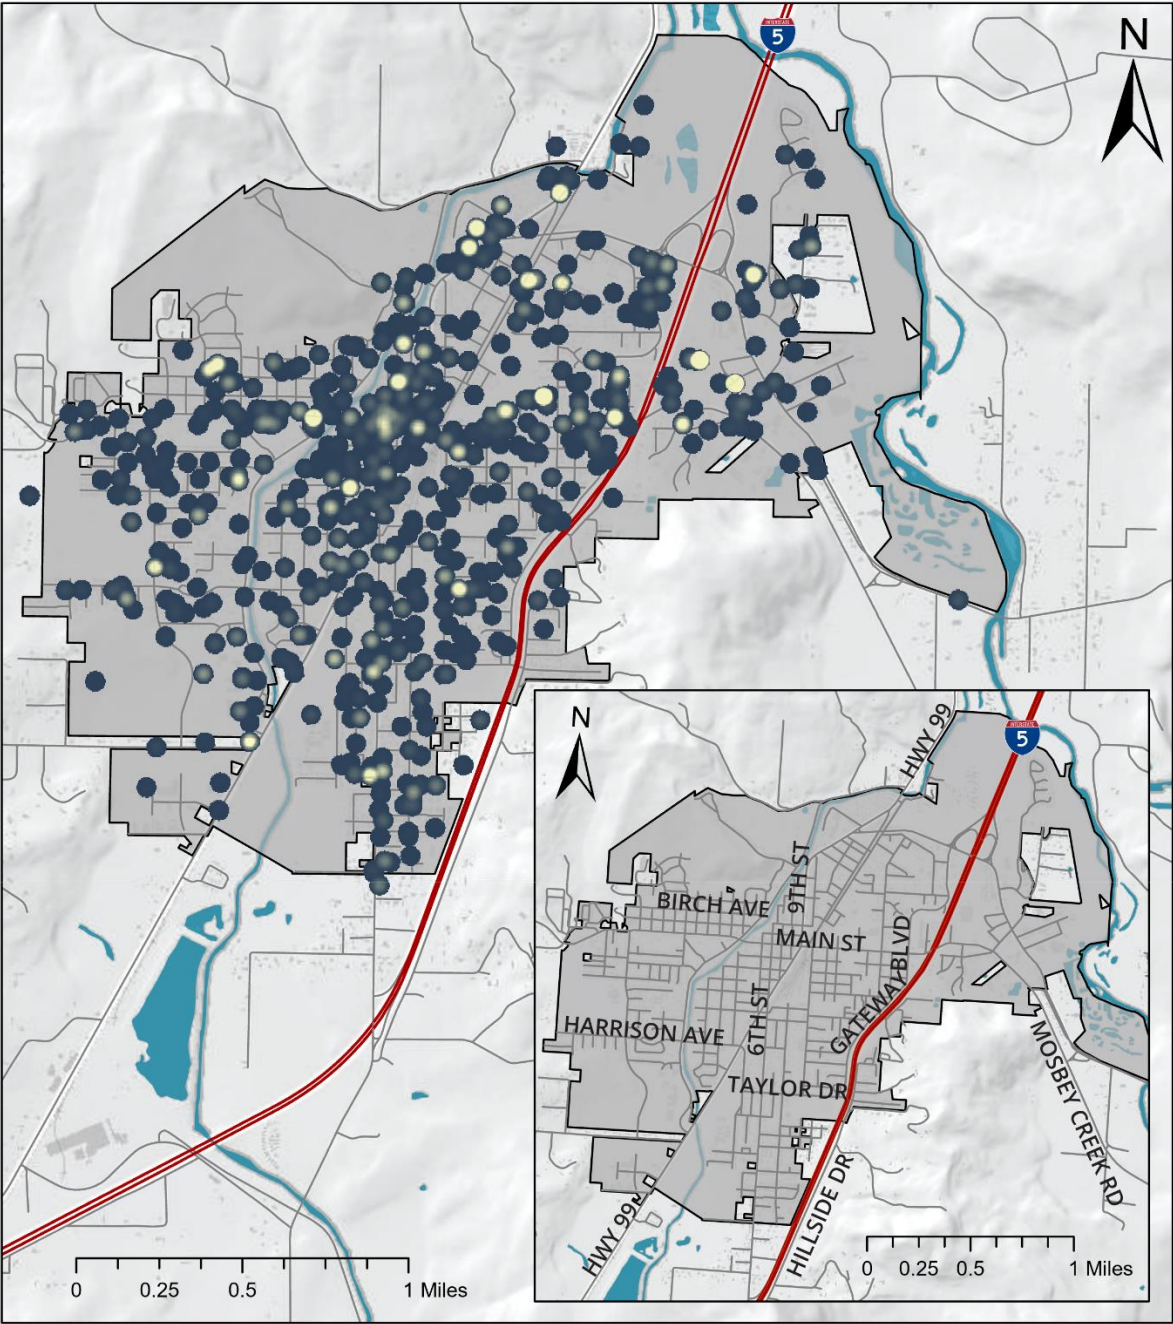 INTERSTATE
5
N
0 0.25 0.5 1 Miles
N
HWY 99
INTERSTATE
5
9TH ST
BIRCH AVE
MAIN ST
GATEWAY BLVD
6TH ST
HARRISON AVE
TAYLOR DR
MOSBEY CREEK RD
HILLSIDE DR
HWY 99
0 0.25 0.5 1 Miles